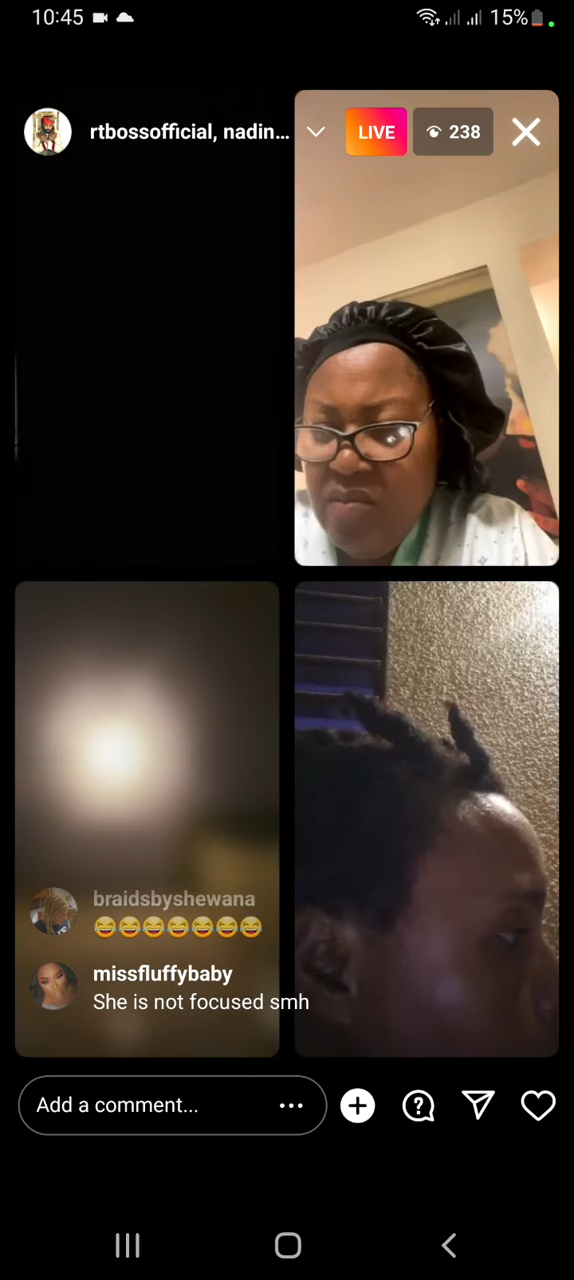 10:45
15%
rtbossofficial, nadin...
LIVE
238
braidsbyshewana
😂😂😂😂😂😂😂
missfluffybaby
She is not focused smh
Add a comment...